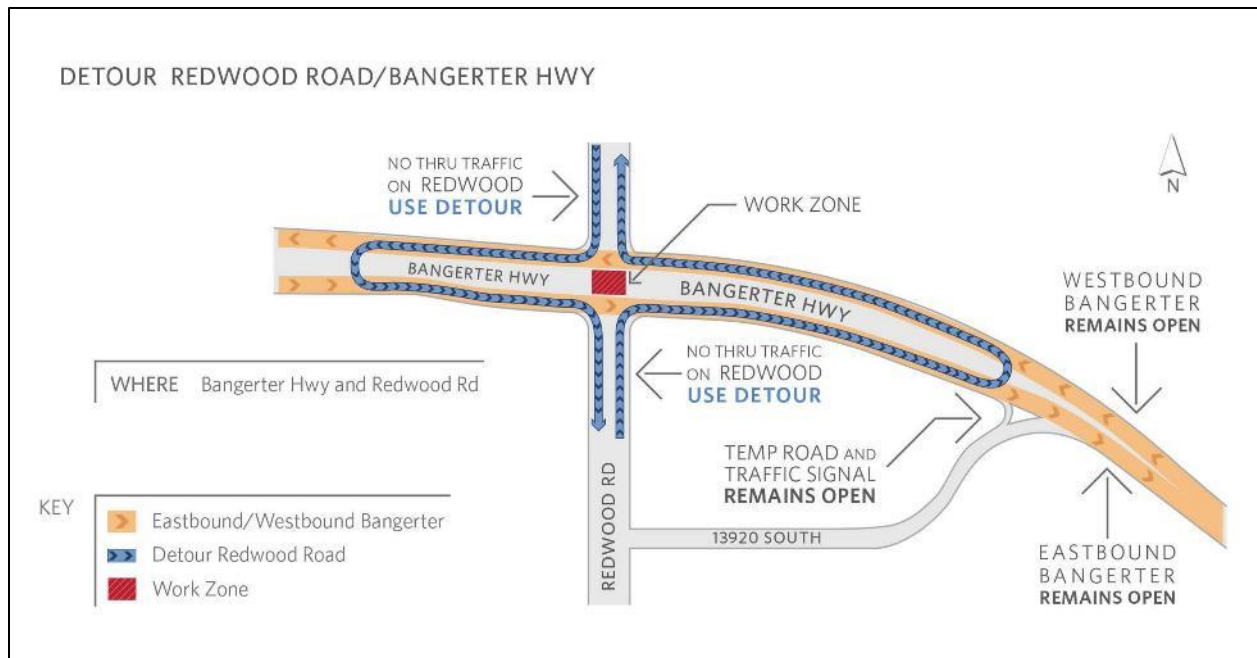 DETOUR REDWOOD ROAD/BANGERTER HWY
NO THRU TRAFFIC
ON REDWOOD
USE DETOUR
WORK ZONE
N
BANGERTER HWY
BANGERTER HWY
WESTBOUND
BANGERTER
REMAINS OPEN
NO THRU TRAFFIC
ON REDWOOD
USE DETOUR
WHERE Bangerter Hwy and Redwood Rd
TEMP ROAD AND
TRAFFIC SIGNAL
REMAINS OPEN
REDWOOD RD
13920 SOUTH
EASTBOUND
BANGERTER
REMAINS OPEN
KEY
Eastbound/Westbound Bangerter
Detour Redwood Road
Work Zone